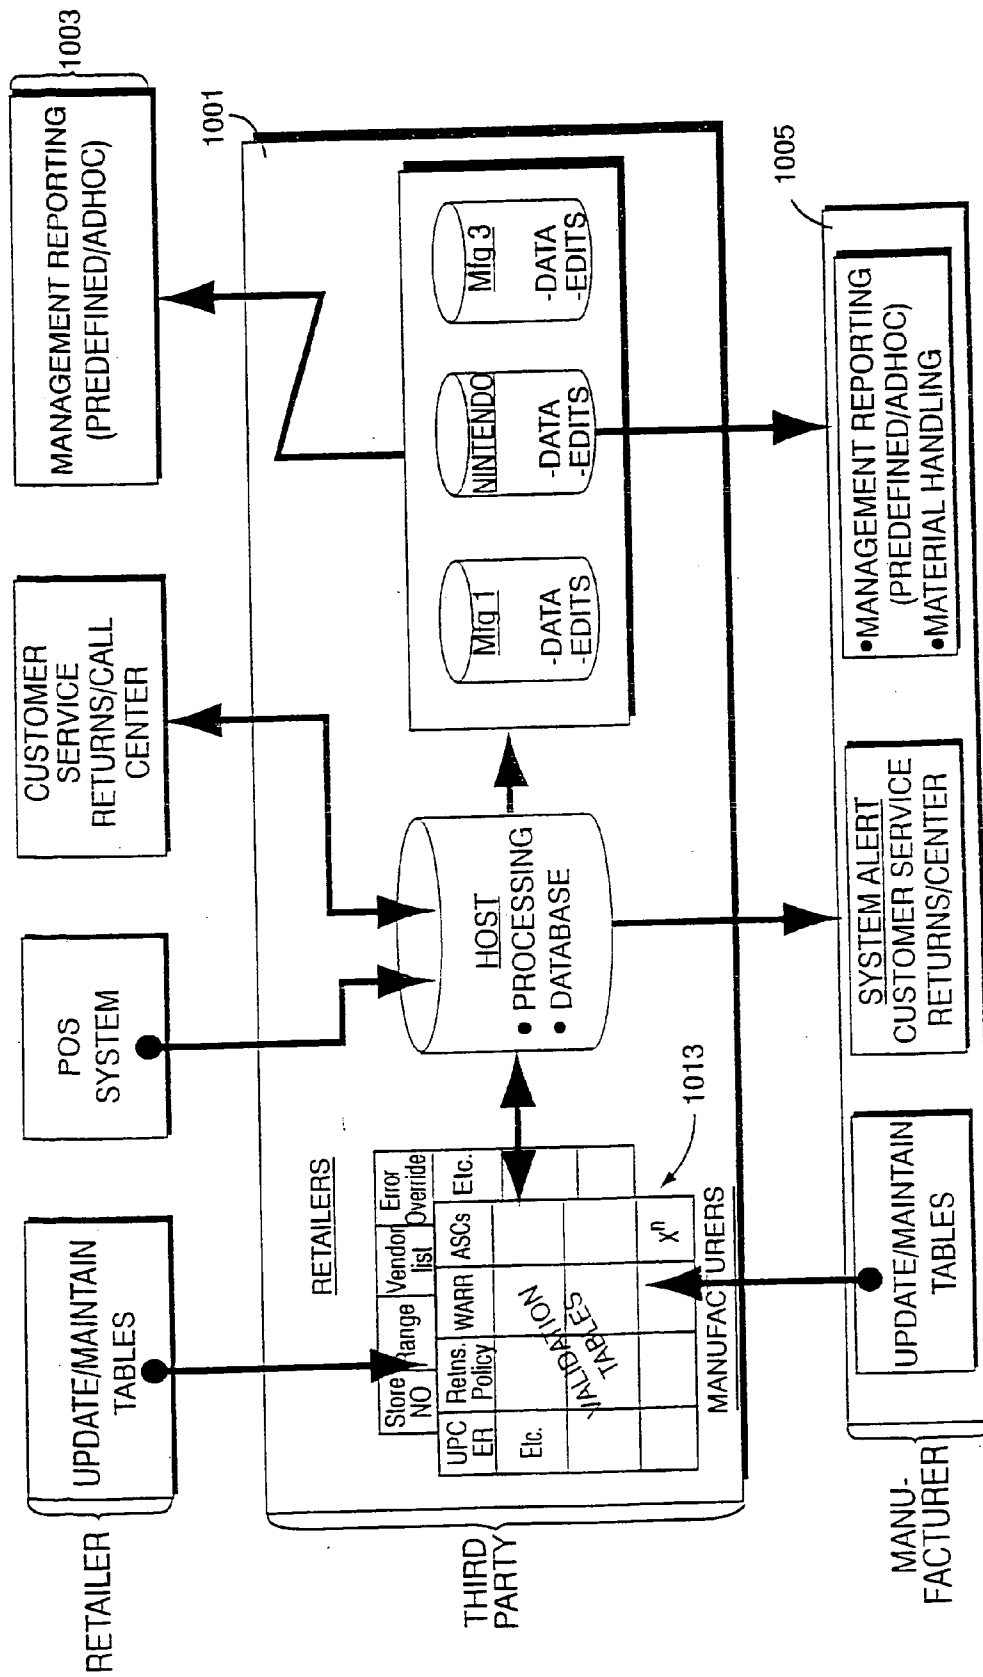 RETAILER
UPDATE/MAINTAIN
TABLES
POS
SYSTEM
CUSTOMER
SERVICE
RETURNS/CALL
CENTER
MANAGEMENT REPORTING
(PREDEFINED/ADHOC)
1003
THIRD
PARTY
1001
RETAILERS
Store
NO
Range
Vendor
list
Error
Override
UPC
ER
Retns.
Policy
WARR
ASCs
Etc.
Etc.
VALIDATION
TABLES
Xⁿ
MANUFACTURERS
1013
HOST
• PROCESSING
• DATABASE
Mfg 1
-DATA
-EDITS
NINTENDO
-DATA
-EDITS
Mfg 3
-DATA
-EDITS
MANU-
FACTURER
UPDATE/MAINTAIN
TABLES
SYSTEM ALERT
CUSTOMER SERVICE
RETURNS/CENTER
•MANAGEMENT REPORTING
(PREDEFINED/ADHOC)
•MATERIAL HANDLING
1005